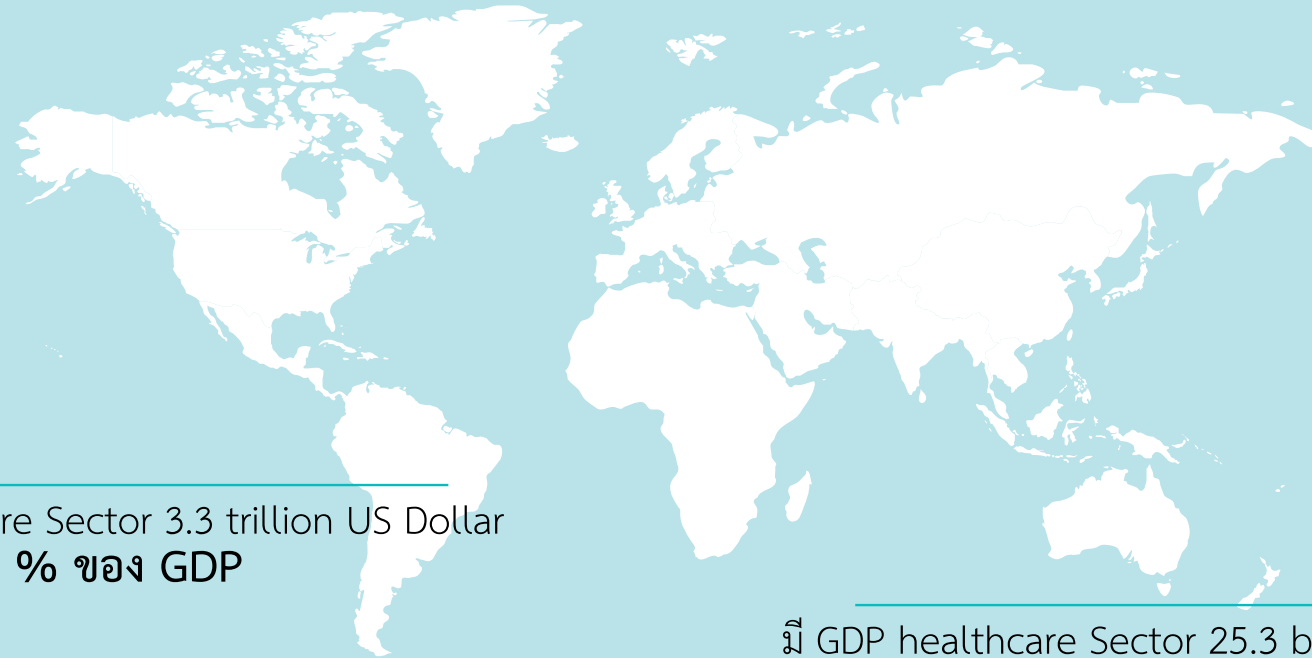 re Sector 3.3 trillion US Dollar
% ของ GDP
มี GDP healthcare Sector 25.3 b